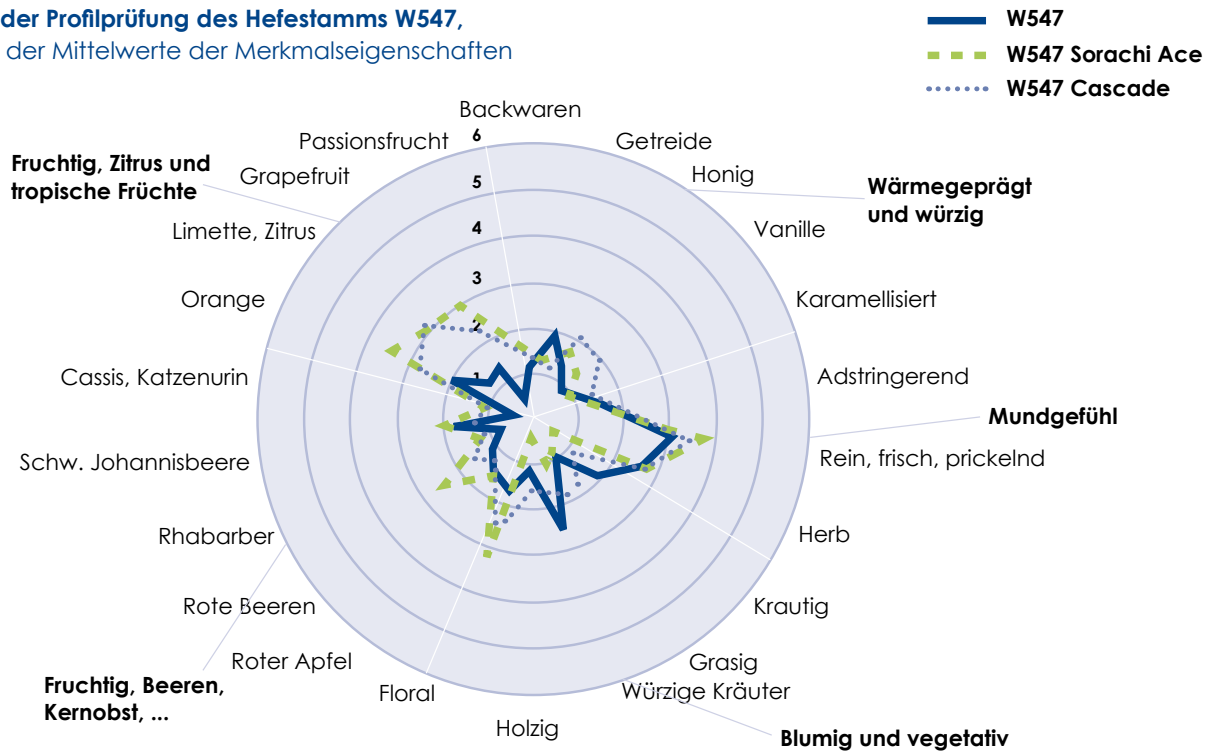 der Profilprüfung des Hefestamms W547,
der Mittelwerte der Merkmalseigenschaften
W547
W547 Sorachi Ace
W547 Cascade
Backwaren
Passionsfrucht
6
Getreide
Fruchtig, Zitrus und
tropische Früchte
Grapefruit
5
Honig
Wärmegeprägt
und würzig
Limette, Zitrus
4
Vanille
Orange
3
Karamellisiert
2
Cassis, Katzenurin
1
Adstringerend
Mundgefühl
Schw. Johannisbeere
Rein, frisch, prickelnd
Rhabarber
Herb
Rote Beeren
Krautig
Roter Apfel
Grasig
Fruchtig, Beeren,
Kernobst, ...
Floral
Würzige Kräuter
Holzig
Blumig und vegetativ